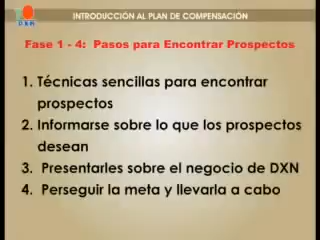 INTRODUCCIÓN AL PLAN DE COMPENSACIÓN
DXN
Fase 1 - 4: Pasos para Encontrar Prospectos
1. Técnicas sencillas para encontrar
prospectos
2. Informarse sobre lo que los prospectos
desean
3. Presentarles sobre el negocio de DXN
4. Perseguir la meta y llevarla a cabo